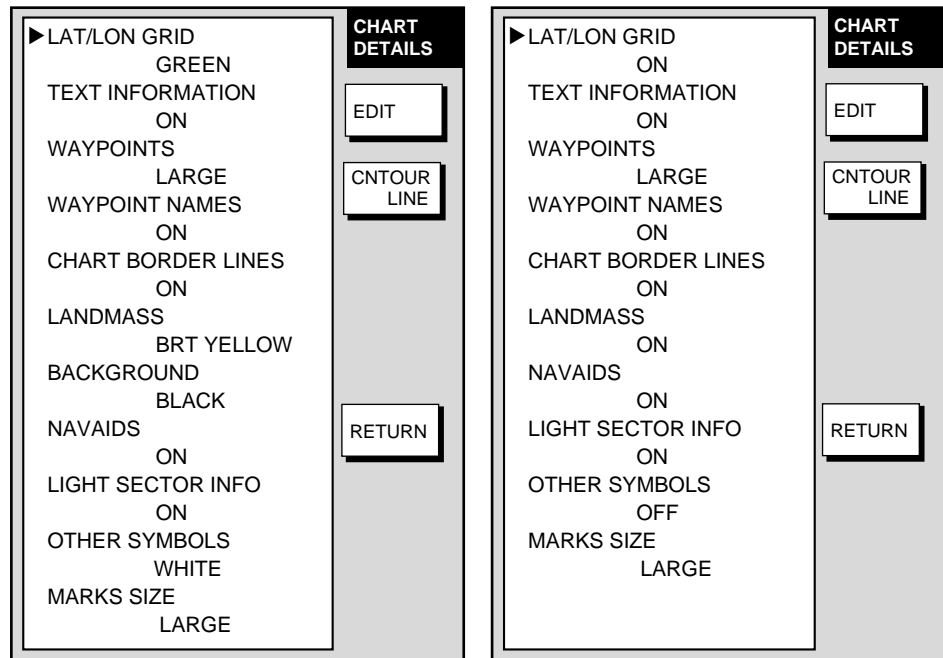 ▶LAT/LON GRID
GREEN
TEXT INFORMATION
ON
WAYPOINTS
LARGE
WAYPOINT NAMES
ON
CHART BORDER LINES
ON
LANDMASS
BRT YELLOW
BACKGROUND
BLACK
NAVAIDS
ON
LIGHT SECTOR INFO
ON
OTHER SYMBOLS
WHITE
MARKS SIZE
LARGE
CHART
DETAILS
EDIT
CNTOUR
LINE
RETURN
▶LAT/LON GRID
ON
TEXT INFORMATION
ON
WAYPOINTS
LARGE
WAYPOINT NAMES
ON
CHART BORDER LINES
ON
LANDMASS
ON
NAVAIDS
ON
LIGHT SECTOR INFO
ON
OTHER SYMBOLS
OFF
MARKS SIZE
LARGE
CHART
DETAILS
EDIT
CNTOUR
LINE
RETURN